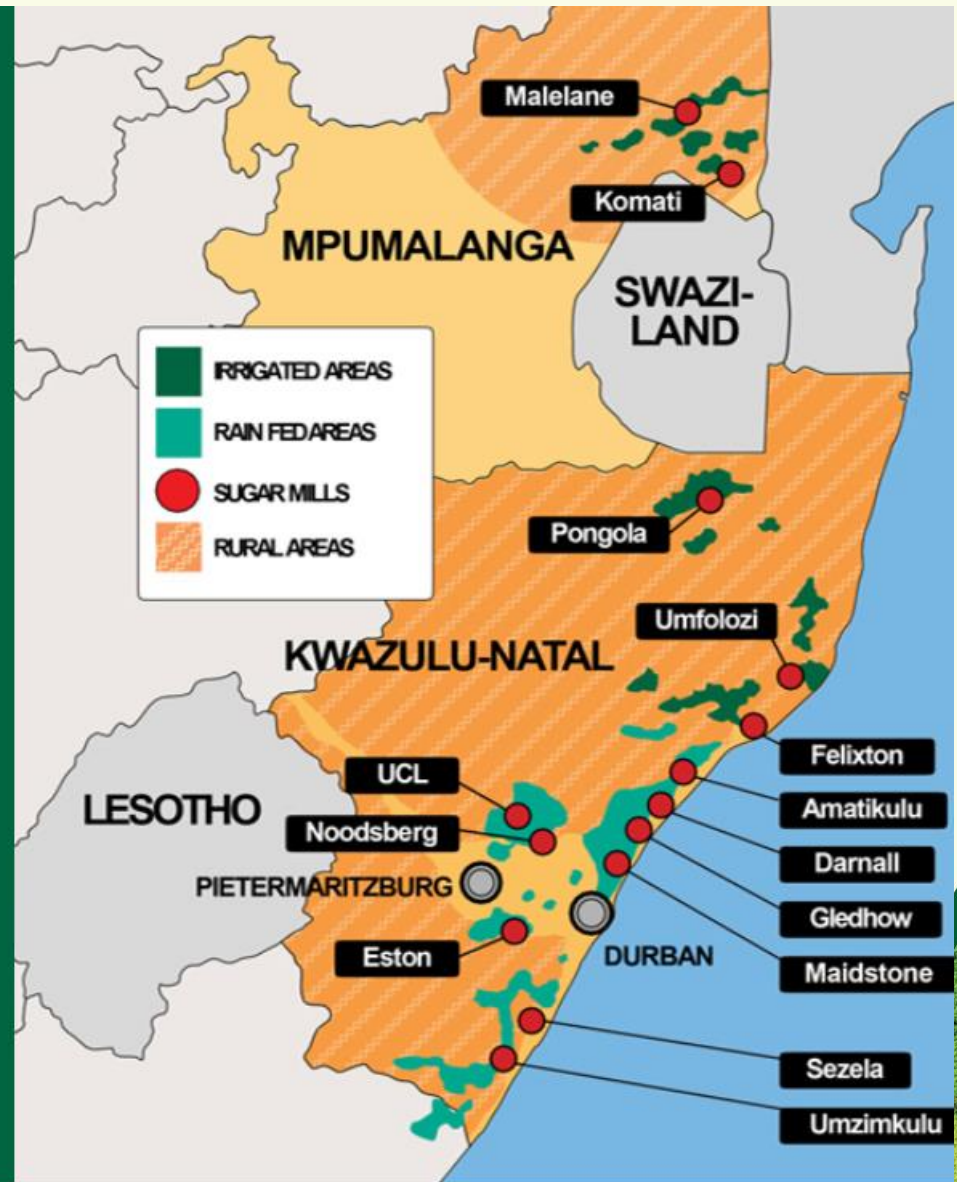 Malelane
Komati
MPUMALANGA
SWAZI-
LAND
IRRIGATED AREAS
RAIN FED AREAS
SUGAR MILLS
RURAL AREAS
Pongola
Umfolozi
KWAZULU-NATAL
Felixton
UCL
LESOTHO
Amatikulu
Noodsberg
Darnall
PIETERMARITZBURG
Gledhow
Eston
DURBAN
Maidstone
Sezela
Umzimkulu